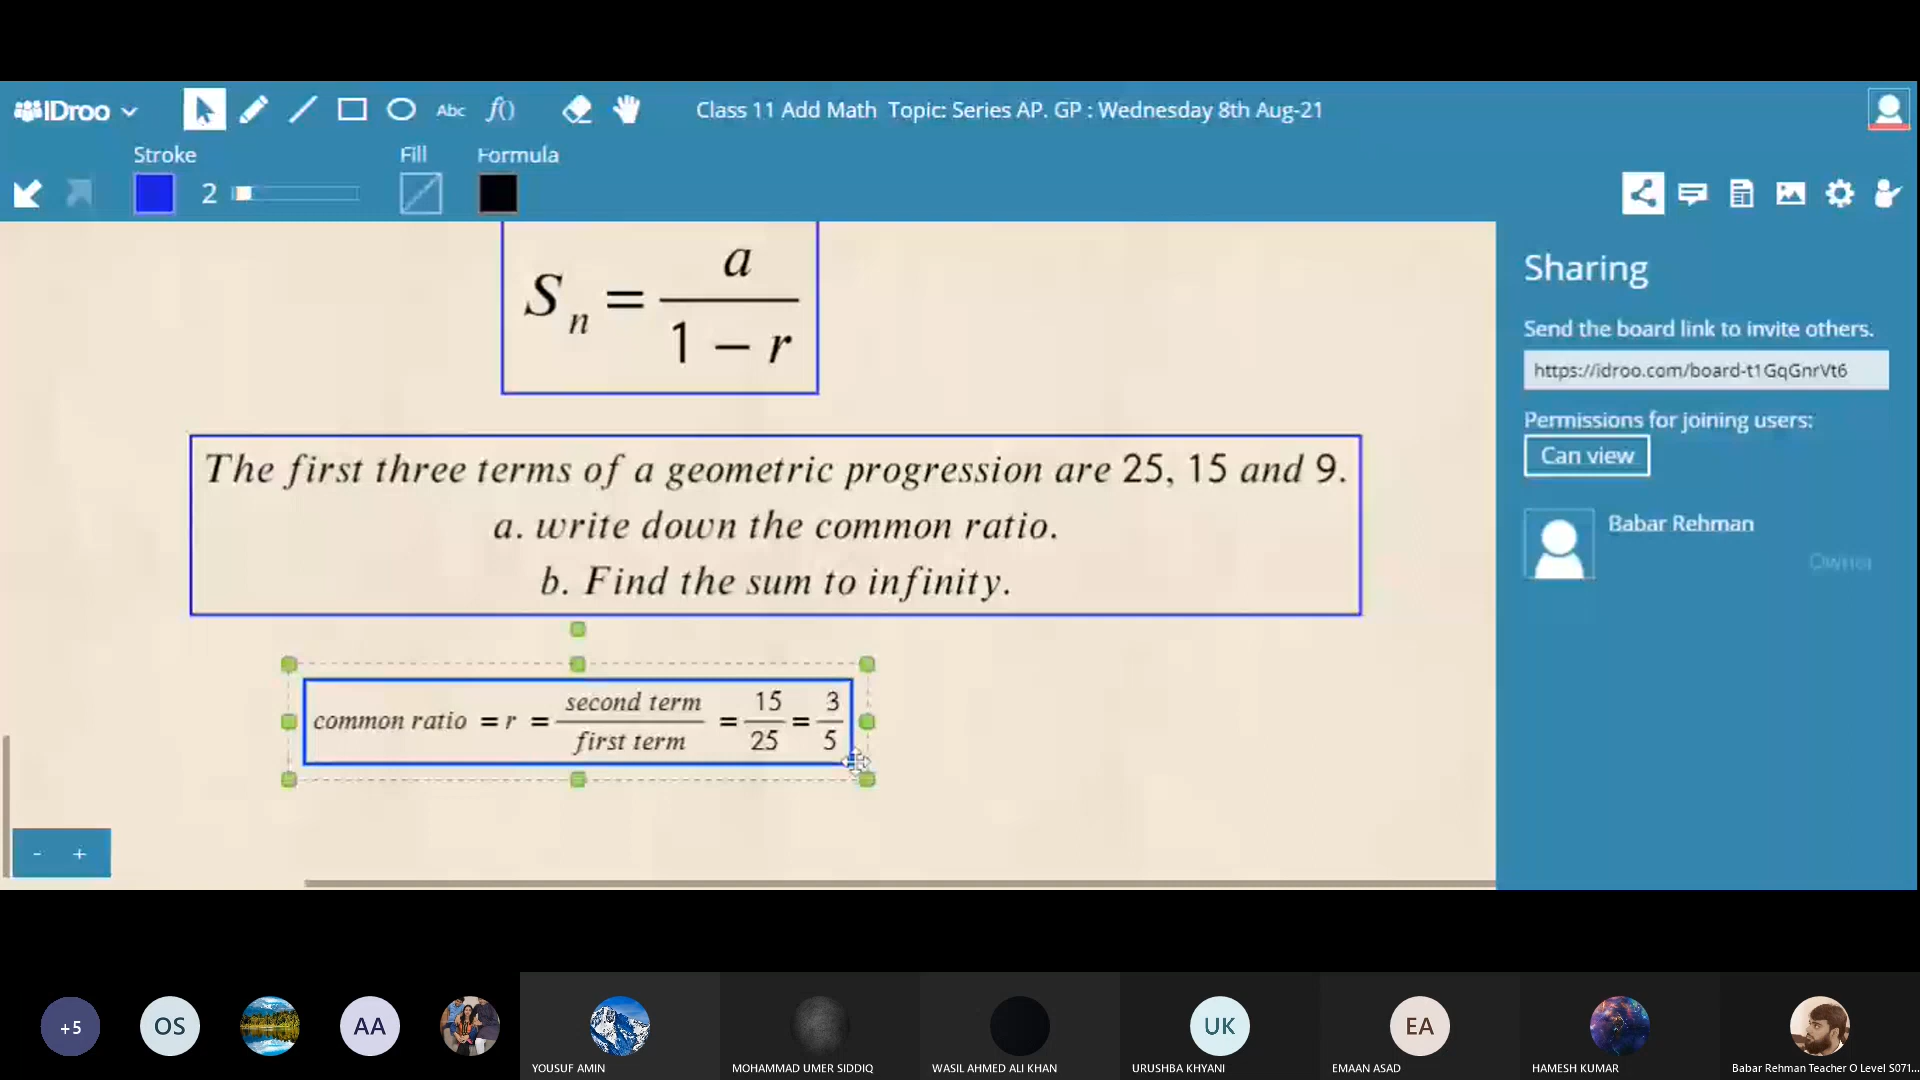 IDroo
Abc
f()
Class 11 Add Math Topic: Series AP. GP : Wednesday 8th Aug-21
Stroke
Fill
Formula
2
S_n = a / (1 − r)
The first three terms of a geometric progression are 25, 15 and 9.
a. write down the common ratio.
b. Find the sum to infinity.
common ratio = r = second term / first term = 15/25 = 3/5
- +
Sharing
Send the board link to invite others.
https://idroo.com/board-t1GqGnrVt6
Permissions for joining users:
Can view
Babar Rehman
Owner
+5
OS
AA
UK
EA
YOUSUF AMIN
MOHAMMAD UMER SIDDIQ
WASIL AHMED ALI KHAN
URUSHBA KHYANI
EMAAN ASAD
HAMESH KUMAR
Babar Rehman Teacher O Level S071...